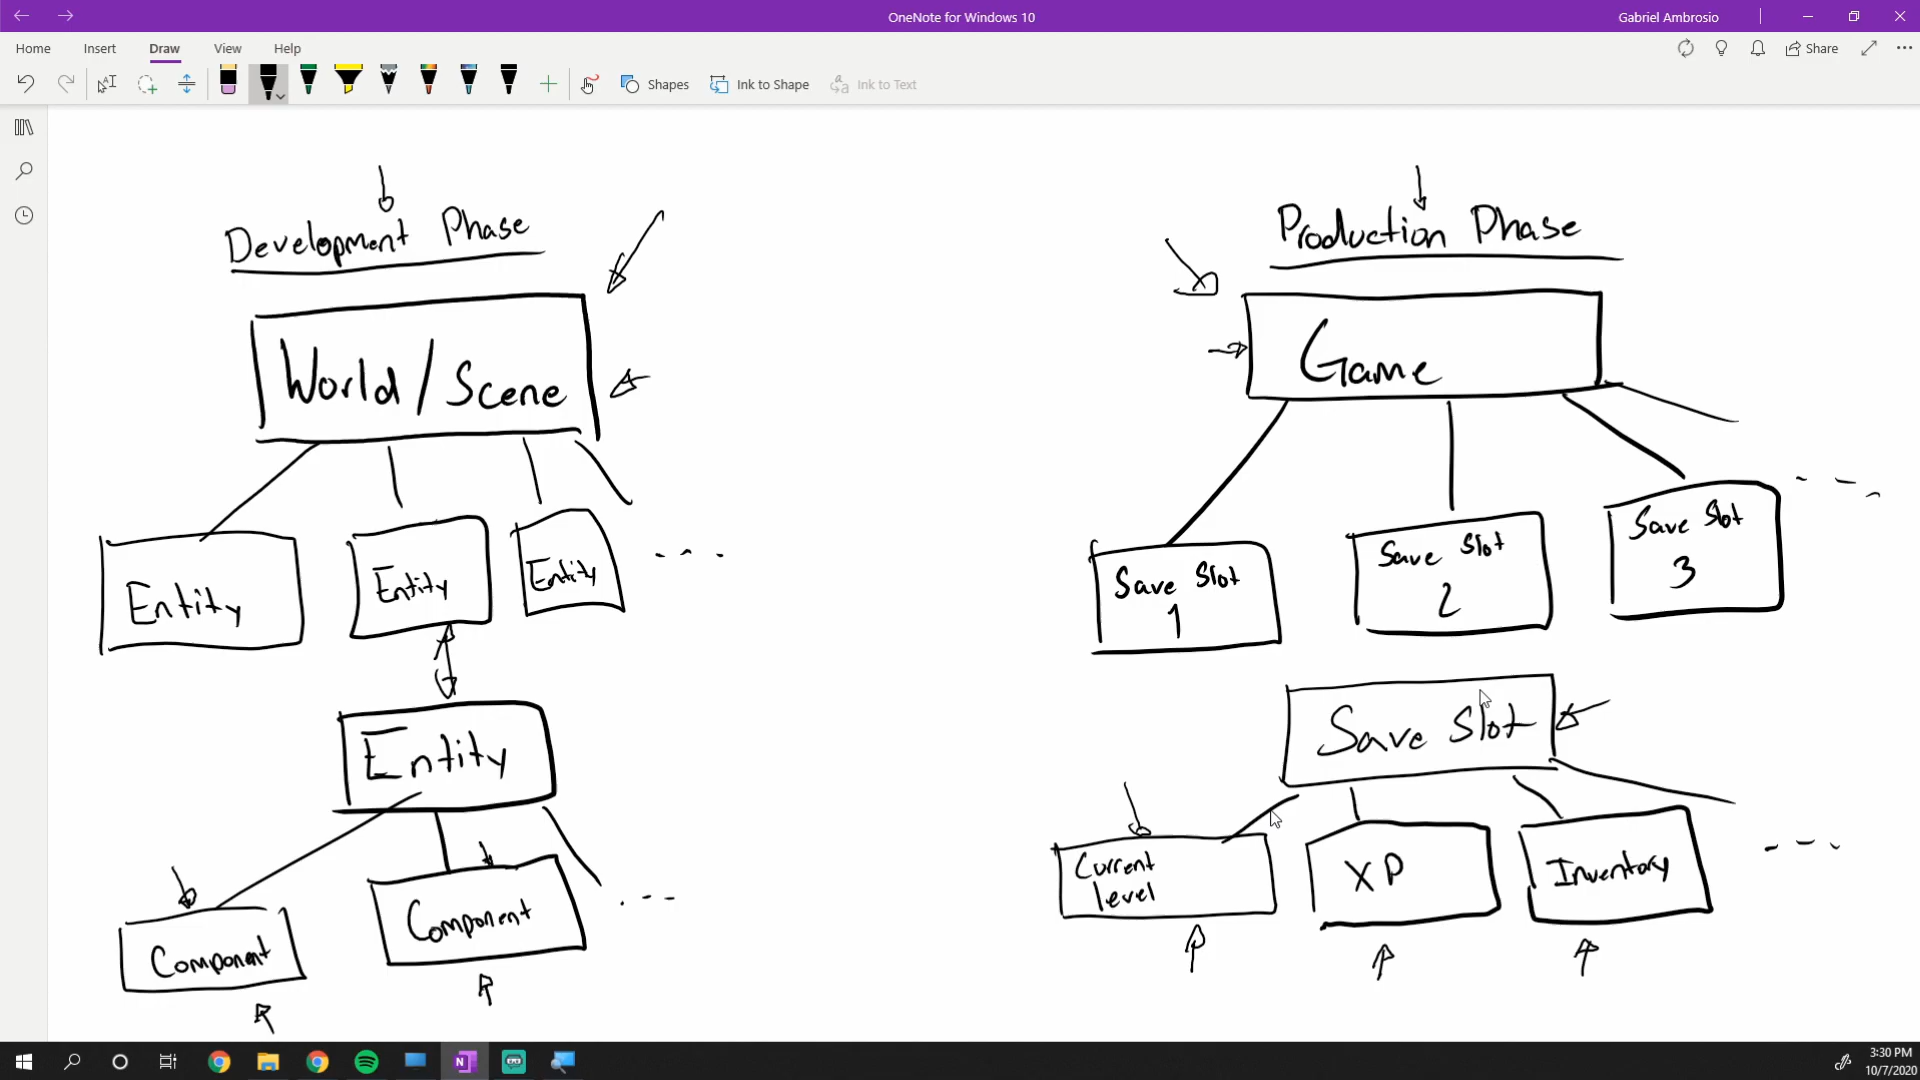 OneNote for Windows 10
Gabriel Ambrosio
Home Insert Draw View Help
Share
Shapes
Ink to Shape
Ink to Text
Development Phase
World/Scene
Entity
Entity
Entity
Entity
Component
Component
Production Phase
Game
Save Slot
1
Save Slot
2
Save Slot
3
Save Slot
Current
level
XP
Inventory
3:30 PM
10/7/2020